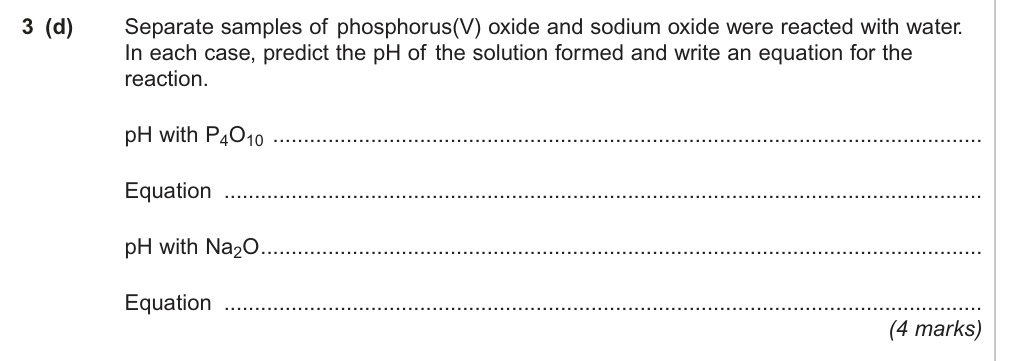 3 (d) Separate samples of phosphorus(V) oxide and sodium oxide were reacted with water.
In each case, predict the pH of the solution formed and write an equation for the
reaction.
pH with P₄O₁₀ ....................................................................................................................
Equation ............................................................................................................................
pH with Na₂O......................................................................................................................
Equation ............................................................................................................................
(4 marks)